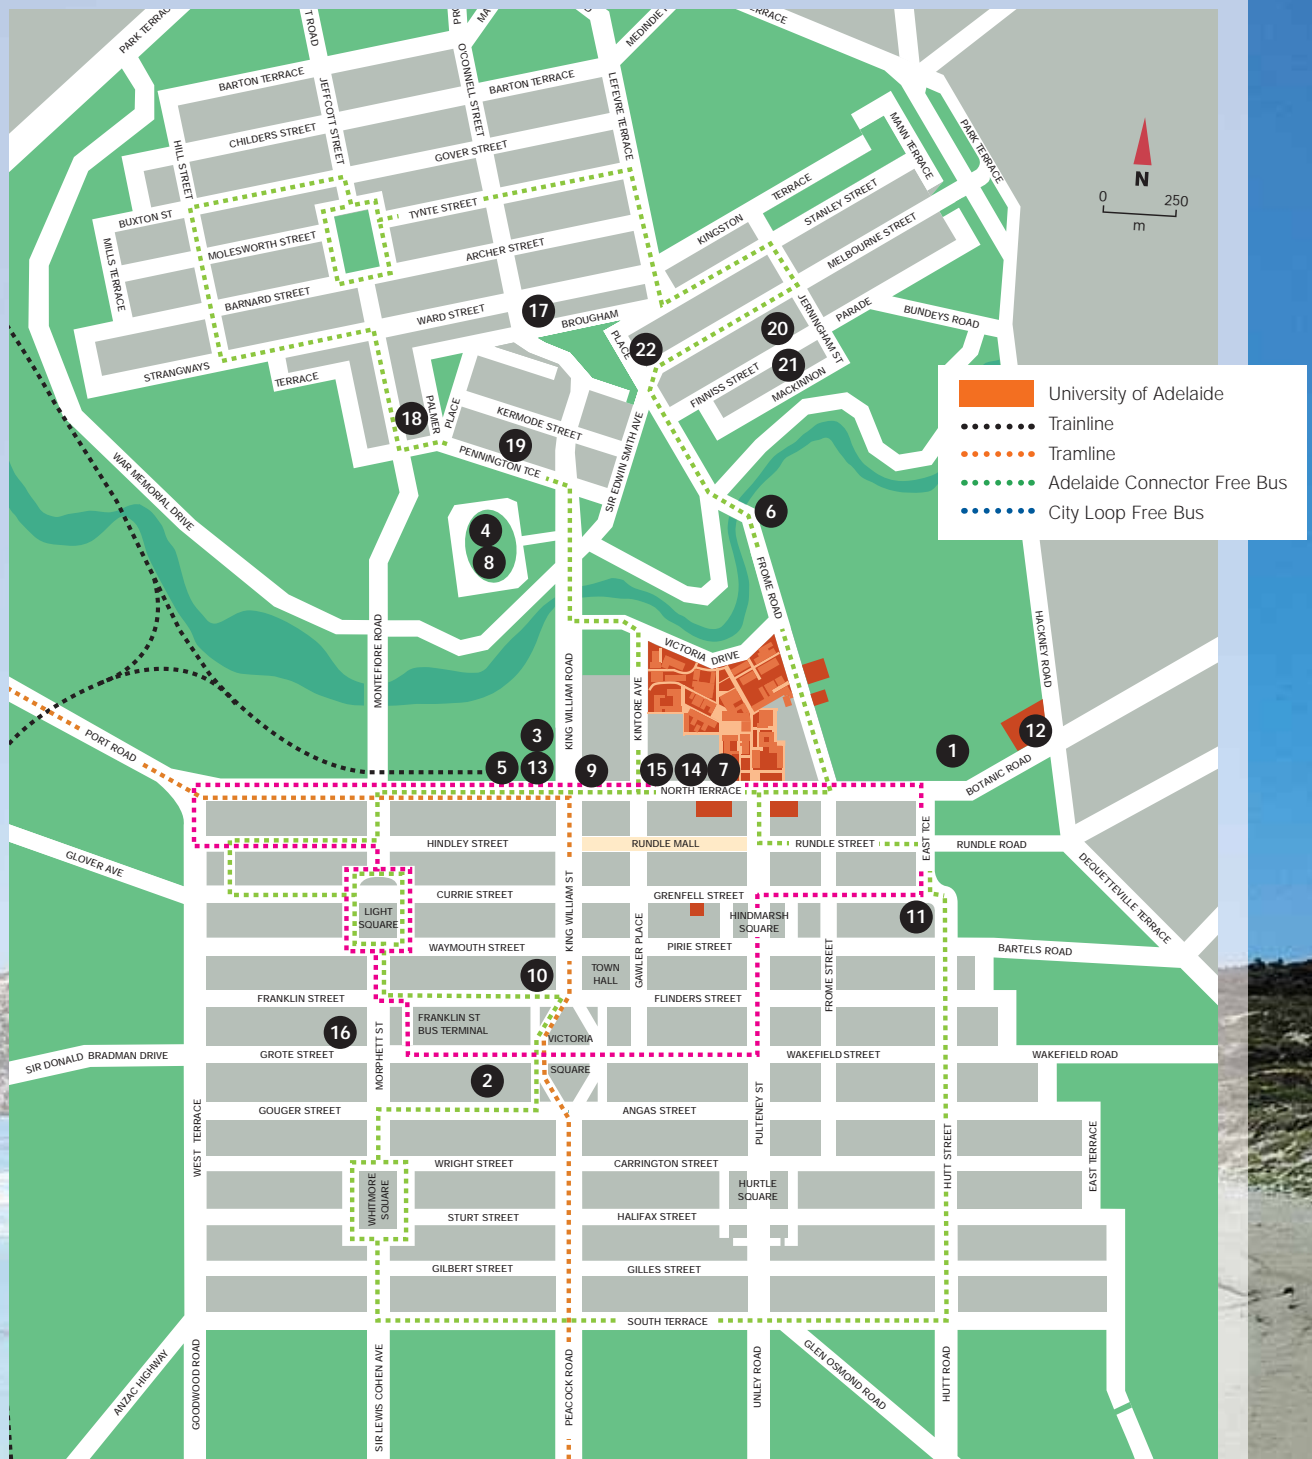 PARK TERRAC
T ROAD
PRO
MA
MEDINDIE
ERRACE
BARTON TERRACE
BARTON TERRACE
JEFFCOTT STREET
O'CONNELL STREET
LEFEVRE TERRACE
CHILDERS STREET
GOVER STREET
HILL STREET
MANN TERRACE
PARK TERRACE
N
0
250
m
BUXTON ST
TYNTE STREET
KINGSTON
TERRACE
STANLEY STREET
MELBOURNE STREET
MOLESWORTH STREET
ARCHER STREET
MILLS TERRACE
BARNARD STREET
WARD STREET
17
BROUGHAM
PLACE
22
20
JERNINGHAM ST
PARADE
BUNDEYS ROAD
21
FINNISS STREET
MACKINNON
STRANGWAYS
TERRACE
18
PALMER
PLACE
KERMODE STREET
19
PENNINGTON TCE
SIR EDWIN SMITH AVE
University of Adelaide
Trainline
Tramline
Adelaide Connector Free Bus
City Loop Free Bus
WAR MEMORIAL DRIVE
4
8
6
FROME ROAD
HACKNEY ROAD
MONTEFIORE ROAD
KING WILLIAM ROAD
KINTORE AVE
VICTORIA DRIVE
PORT ROAD
3
5
13
9
15
14
7
1
12
BOTANIC ROAD
NORTH TERRACE
HINDLEY STREET
RUNDLE MALL
RUNDLE STREET
EAST TCE
RUNDLE ROAD
GLOVER AVE
DEQUETTEVILLE TERRACE
CURRIE STREET
GRENFELL STREET
LIGHT
SQUARE
KING WILLIAM ST
GAWLER PLACE
HINDMARSH
SQUARE
11
WAYMOUTH STREET
PIRIE STREET
FROME STREET
BARTELS ROAD
10
TOWN
HALL
FRANKLIN STREET
FLINDERS STREET
16
FRANKLIN ST
BUS TERMINAL
VICTORIA
SQUARE
SIR DONALD BRADMAN DRIVE
GROTE STREET
MORPHETT ST
WAKEFIELD STREET
WAKEFIELD ROAD
2
GOUGER STREET
ANGAS STREET
PULTENEY ST
WEST TERRACE
WRIGHT STREET
CARRINGTON STREET
HUTT STREET
EAST TERRACE
WHITMORE
SQUARE
HURTLE
SQUARE
STURT STREET
HALIFAX STREET
GILBERT STREET
GILLES STREET
SOUTH TERRACE
ANZAC HIGHWAY
GOODWOOD ROAD
SIR LEWIS COHEN AVE
PEACOCK ROAD
UNLEY ROAD
GLEN OSMOND ROAD
HUTT ROAD